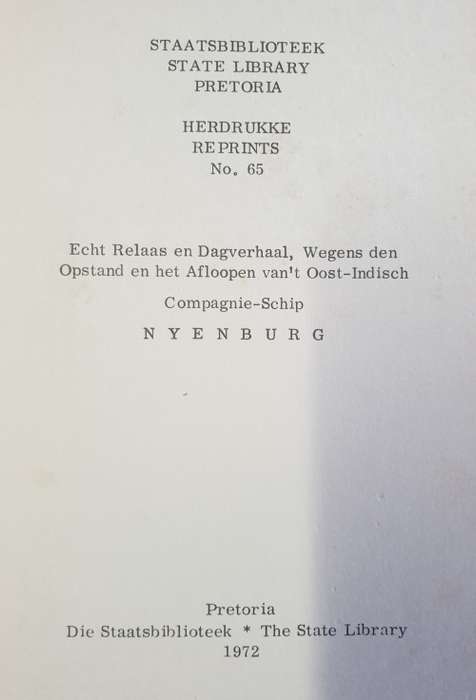 STAATSBIBLIOTEEK
STATE LIBRARY
PRETORIA
HERDRUKKE
REPRINTS
No. 65
Echt Relaas en Dagverhaal, Wegens den
Opstand en het Afloopen van't Oost-Indisch
Compagnie-Schip
NYENBURG
Pretoria
Die Staatsbiblioteek * The State Library
1972